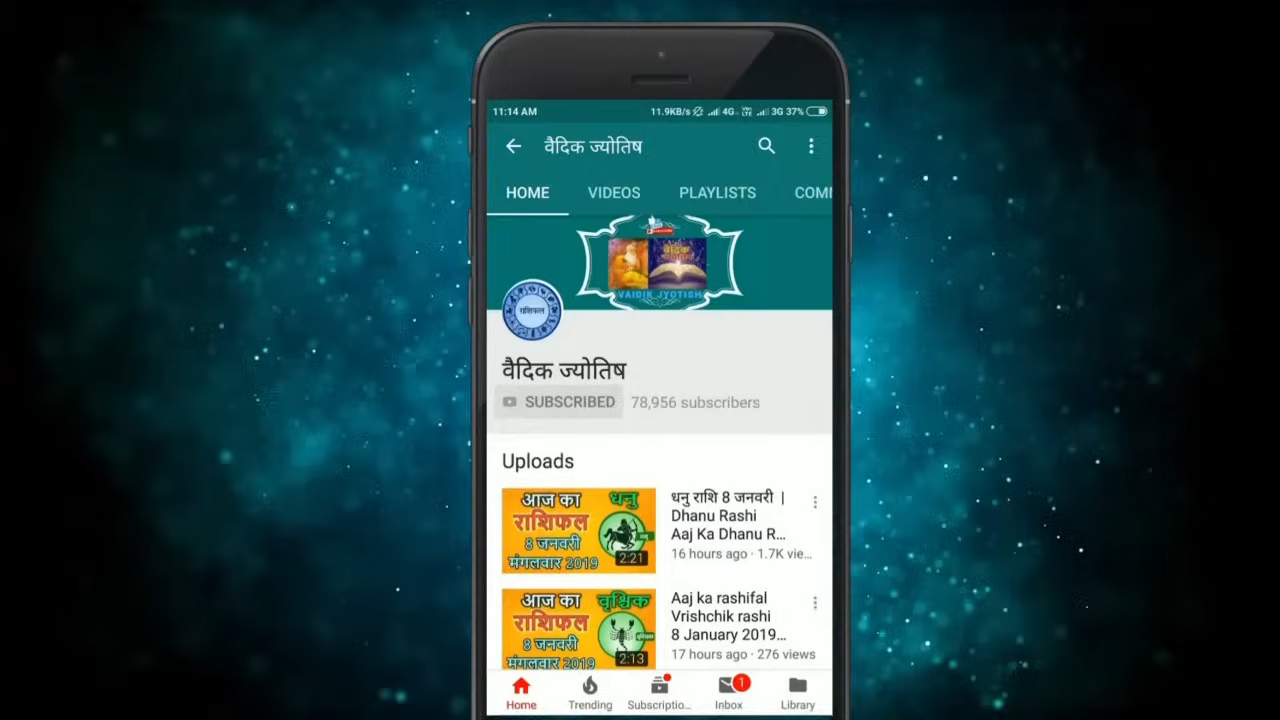 11:14 AM
11.9KB/s 4G VoLTE 3G 37%
वैदिक ज्योतिष
HOME VIDEOS PLAYLISTS COMM
वैदिक
VAIDIK JYOTISH
राशिफल
वैदिक ज्योतिष
SUBSCRIBED 78,956 subscribers
Uploads
आज का धनु
राशिफल
8 जनवरी
मंगलवार 2019
2:21
धनु राशि 8 जनवरी |
Dhanu Rashi
Aaj Ka Dhanu R...
16 hours ago · 1.7K vie...
आज का वृश्चिक
राशिफल
8 जनवरी
मंगलवार 2019
2:13
Aaj ka rashifal
Vrishchik rashi
8 January 2019...
17 hours ago · 276 views
1
Home Trending Subscriptio... Inbox Library